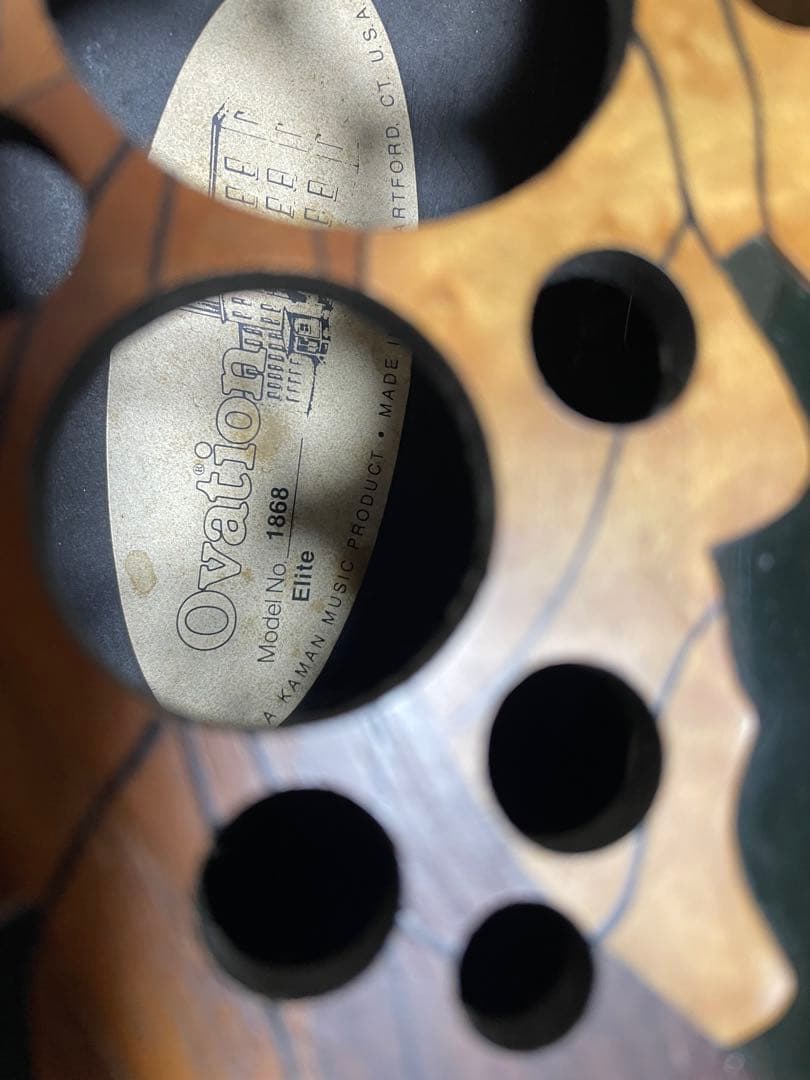 Ovation®
Model No. 1868
Elite
A KAMAN MUSIC PRODUCT • MADE I
ARTFORD, CT. U.S.A